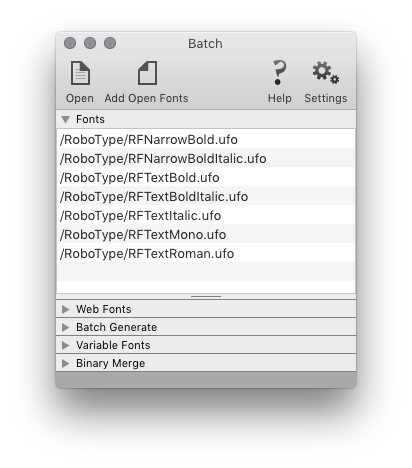 Batch
Open
Add Open Fonts
Help
Settings
Fonts
/RoboType/RFNarrowBold.ufo
/RoboType/RFNarrowBoldItalic.ufo
/RoboType/RFTextBold.ufo
/RoboType/RFTextBoldItalic.ufo
/RoboType/RFTextItalic.ufo
/RoboType/RFTextMono.ufo
/RoboType/RFTextRoman.ufo
Web Fonts
Batch Generate
Variable Fonts
Binary Merge